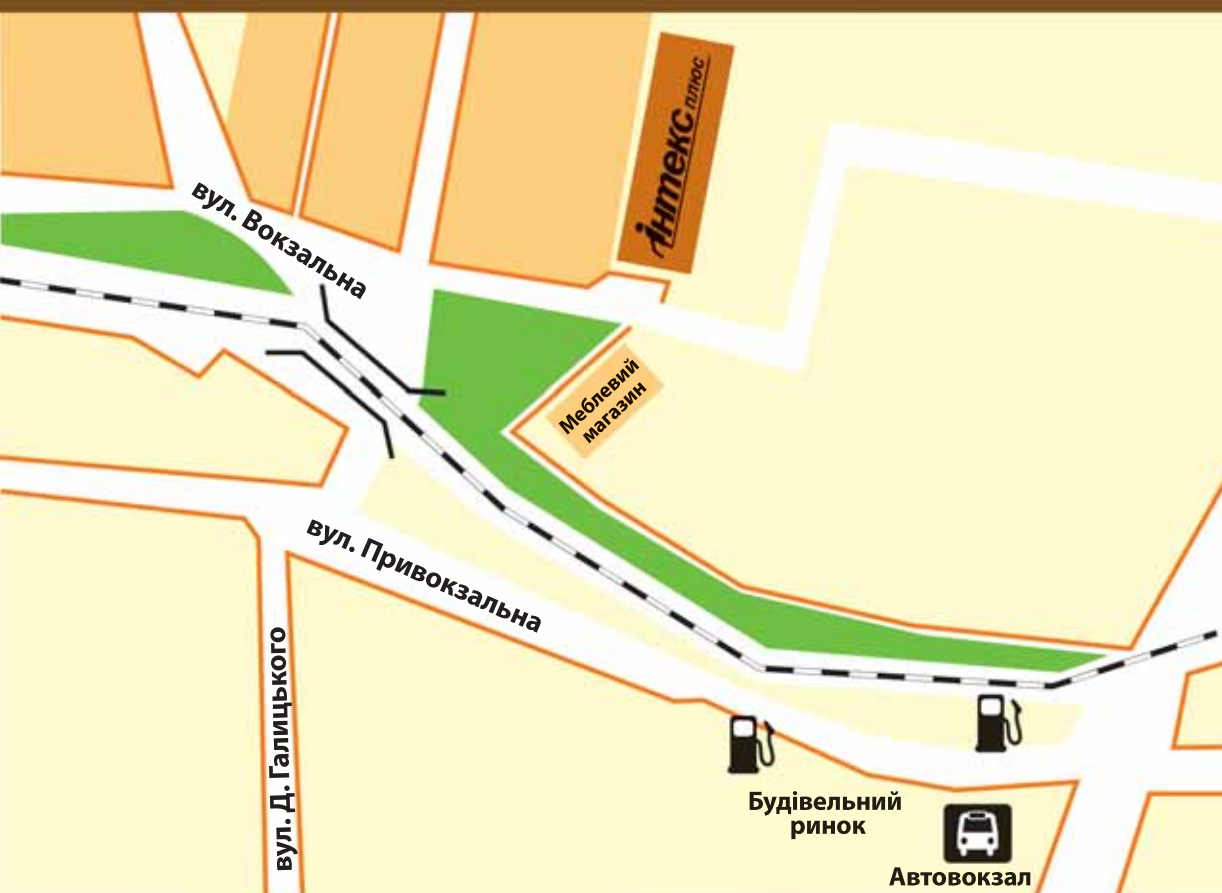 інтекс плюс
вул. Вокзальна
Меблевий
магазин
вул. Привокзальна
вул. Д. Галицького
Будівельний
ринок
Автовокзал